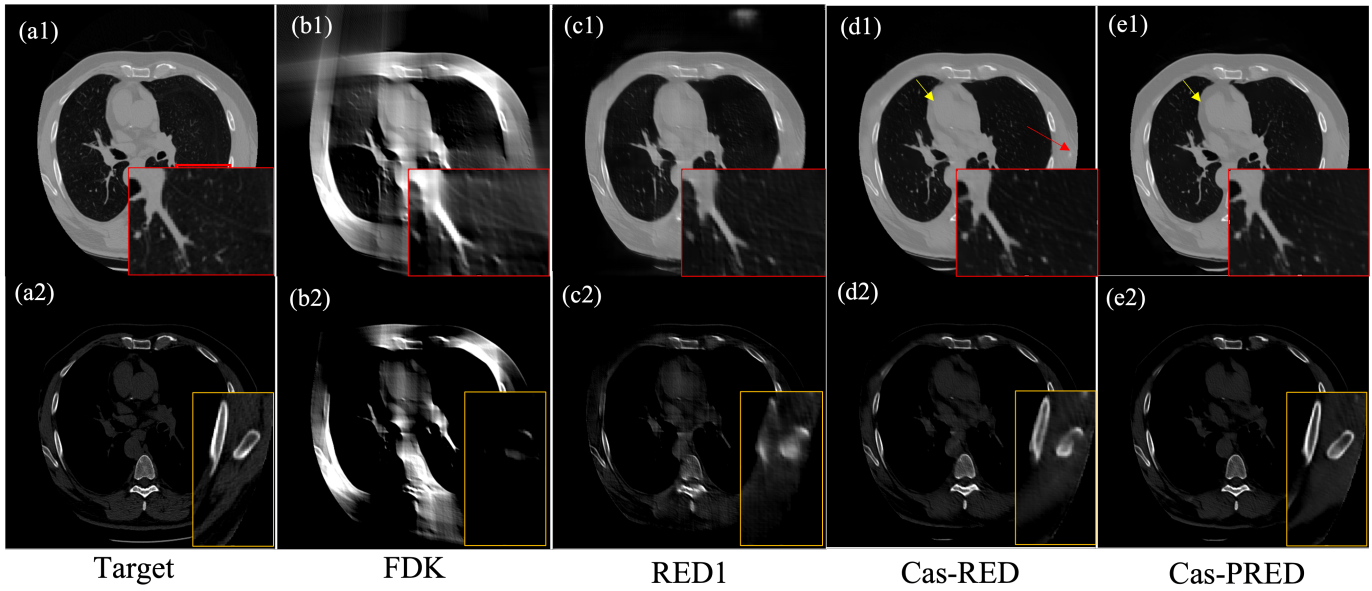 (a1)
(b1)
(c1)
(d1)
(e1)
(a2)
(b2)
(c2)
(d2)
(e2)
Target
FDK
RED1
Cas-RED
Cas-PRED